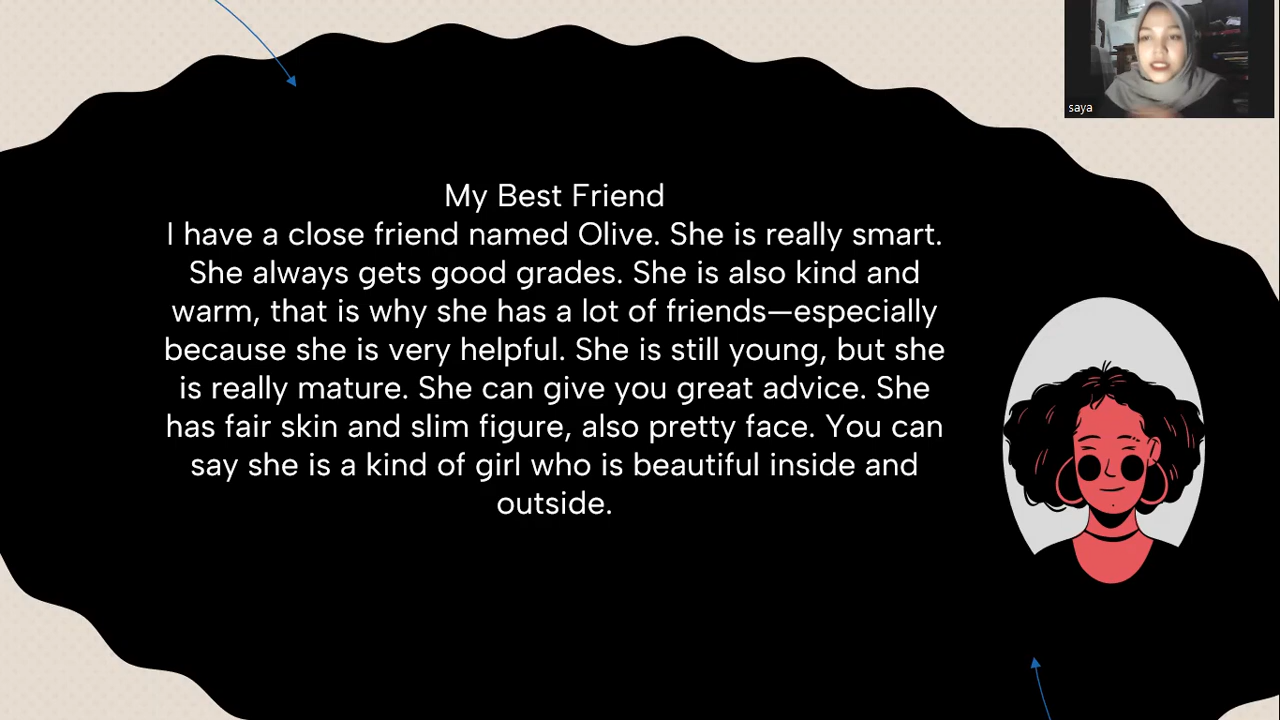 saya
My Best Friend
I have a close friend named Olive. She is really smart.
She always gets good grades. She is also kind and
warm, that is why she has a lot of friends—especially
because she is very helpful. She is still young, but she
is really mature. She can give you great advice. She
has fair skin and slim figure, also pretty face. You can
say she is a kind of girl who is beautiful inside and
outside.